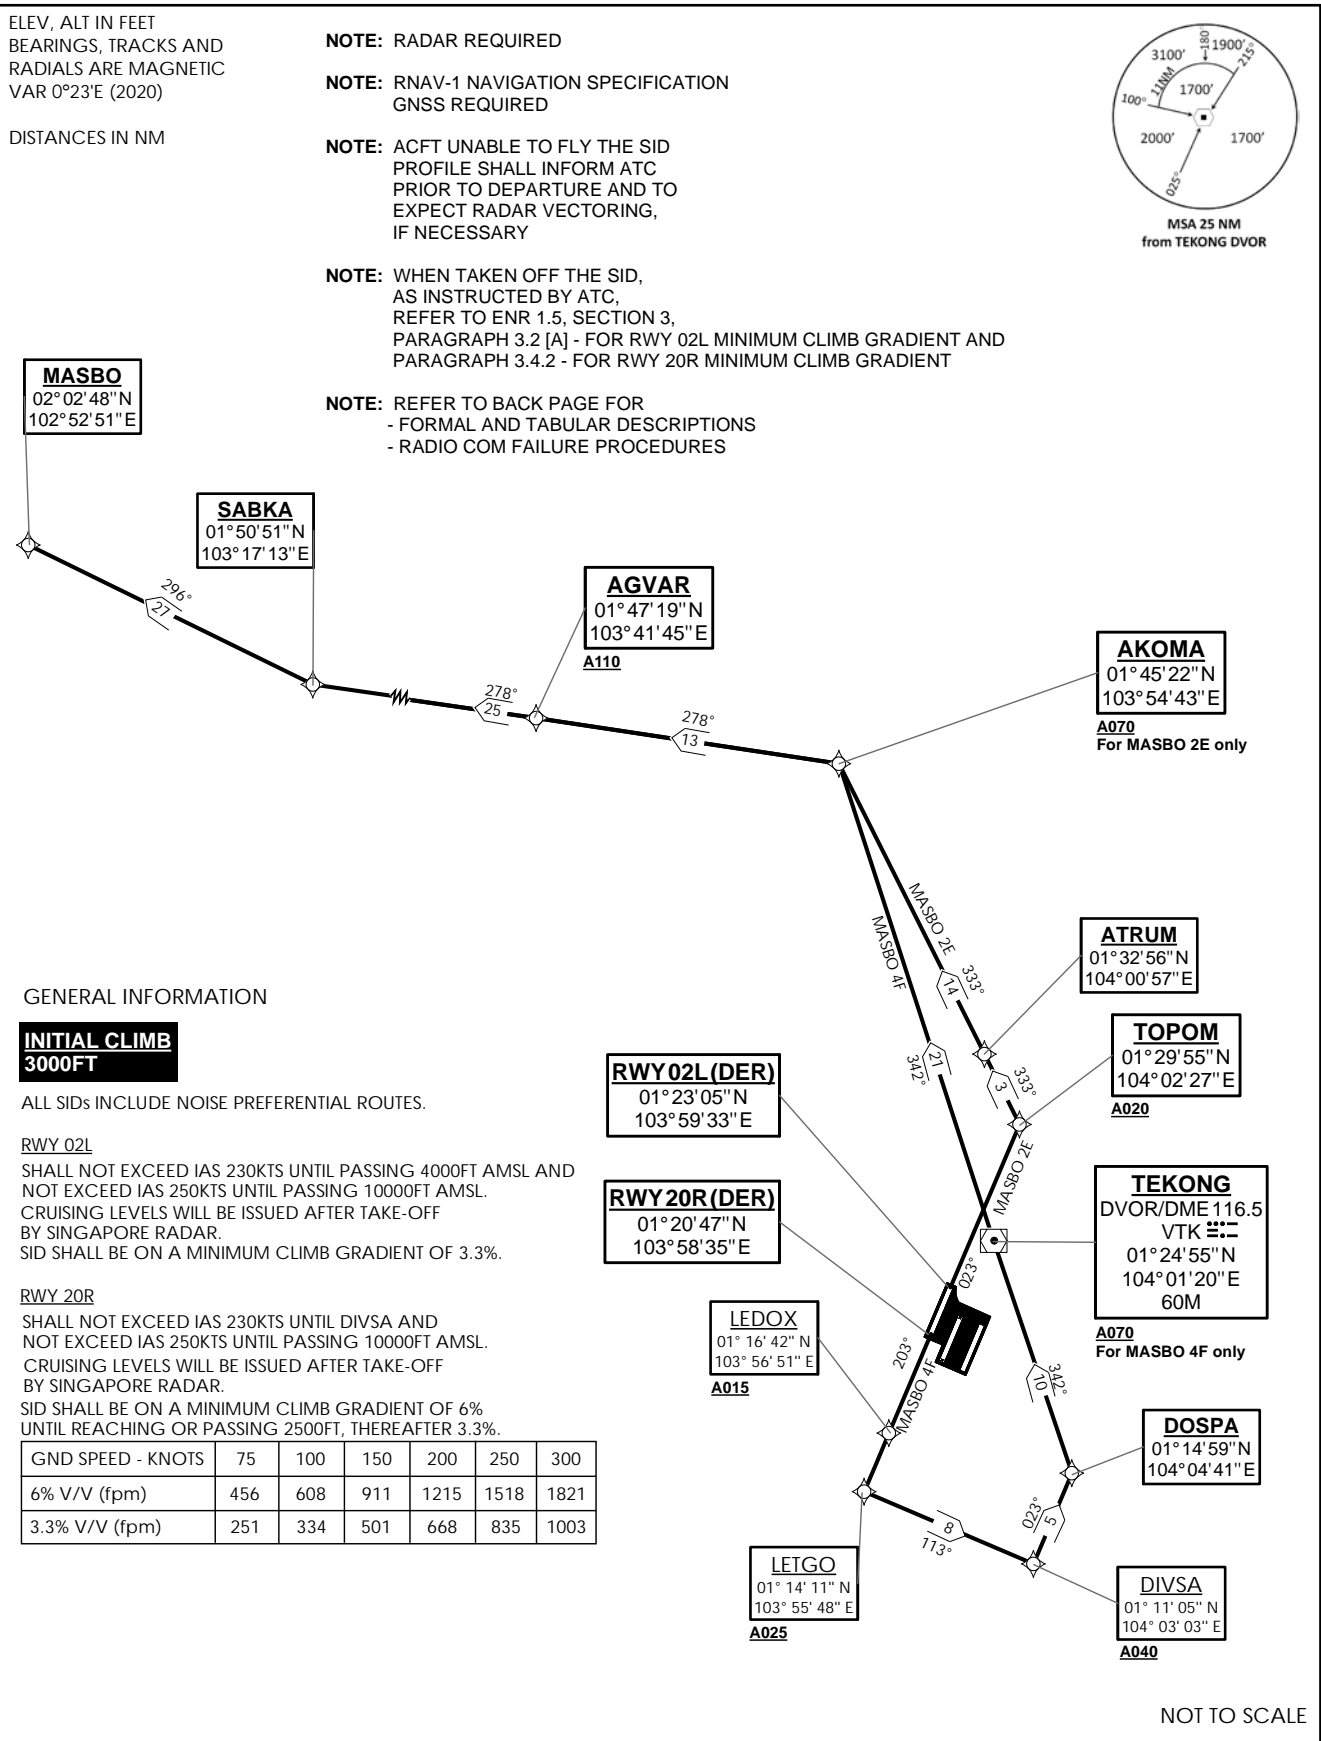 ELEV, ALT IN FEET
BEARINGS, TRACKS AND
RADIALS ARE MAGNETIC
VAR 0°23'E (2020)
DISTANCES IN NM
NOTE: RADAR REQUIRED
NOTE: RNAV-1 NAVIGATION SPECIFICATION
GNSS REQUIRED
NOTE: ACFT UNABLE TO FLY THE SID
PROFILE SHALL INFORM ATC
PRIOR TO DEPARTURE AND TO
EXPECT RADAR VECTORING,
IF NECESSARY
NOTE: WHEN TAKEN OFF THE SID,
AS INSTRUCTED BY ATC,
REFER TO ENR 1.5, SECTION 3,
PARAGRAPH 3.2 [A] - FOR RWY 02L MINIMUM CLIMB GRADIENT AND
PARAGRAPH 3.4.2 - FOR RWY 20R MINIMUM CLIMB GRADIENT
NOTE: REFER TO BACK PAGE FOR
- FORMAL AND TABULAR DESCRIPTIONS
- RADIO COM FAILURE PROCEDURES
180°
3100'
1900'
215°
11NM
1700'
100°
2000'
1700'
025°
MSA 25 NM
from TEKONG DVOR
MASBO
02°02'48"N
102°52'51"E
SABKA
01°50'51"N
103°17'13"E
296°
27
AGVAR
01°47'19"N
103°41'45"E
A110
278°
25
278°
13
AKOMA
01°45'22"N
103°54'43"E
A070
For MASBO 2E only
MASBO 2E
MASBO 4F
333°
14
ATRUM
01°32'56"N
104°00'57"E
TOPOM
01°29'55"N
104°02'27"E
A020
21
342°
333°
3
MASBO 2E
RWY02L(DER)
01°23'05"N
103°59'33"E
RWY20R(DER)
01°20'47"N
103°58'35"E
TEKONG
DVOR/DME 116.5
VTK
01°24'55"N
104°01'20"E
60M
A070
For MASBO 4F only
023°
203°
MASBO 4F
LEDOX
01° 16' 42" N
103° 56' 51" E
A015
342°
10
DOSPA
01°14'59"N
104°04'41"E
023°
5
8
113°
LETGO
01° 14' 11" N
103° 55' 48" E
A025
DIVSA
01° 11' 05" N
104° 03' 03" E
A040
GENERAL INFORMATION
INITIAL CLIMB
3000FT
ALL SIDs INCLUDE NOISE PREFERENTIAL ROUTES.
RWY 02L
SHALL NOT EXCEED IAS 230KTS UNTIL PASSING 4000FT AMSL AND
NOT EXCEED IAS 250KTS UNTIL PASSING 10000FT AMSL.
CRUISING LEVELS WILL BE ISSUED AFTER TAKE-OFF
BY SINGAPORE RADAR.
SID SHALL BE ON A MINIMUM CLIMB GRADIENT OF 3.3%.
RWY 20R
SHALL NOT EXCEED IAS 230KTS UNTIL DIVSA AND
NOT EXCEED IAS 250KTS UNTIL PASSING 10000FT AMSL.
CRUISING LEVELS WILL BE ISSUED AFTER TAKE-OFF
BY SINGAPORE RADAR.
SID SHALL BE ON A MINIMUM CLIMB GRADIENT OF 6%
UNTIL REACHING OR PASSING 2500FT, THEREAFTER 3.3%.
GND SPEED - KNOTS 75 100 150 200 250 300
6% V/V (fpm) 456 608 911 1215 1518 1821
3.3% V/V (fpm) 251 334 501 668 835 1003
NOT TO SCALE